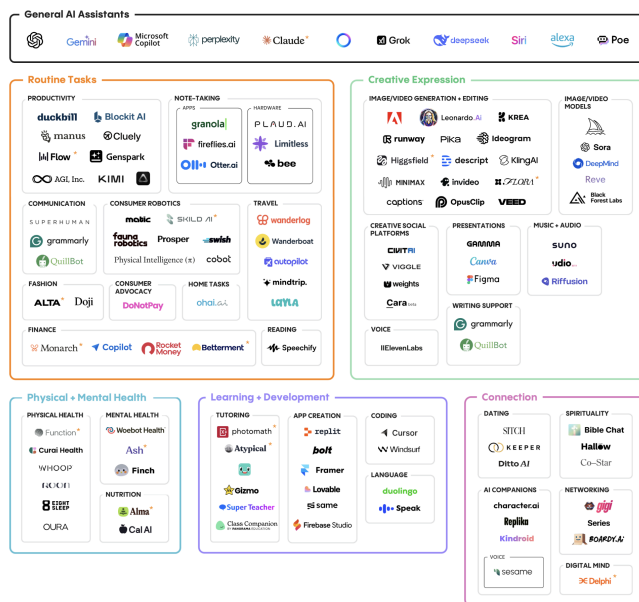 General AI Assistants
Gemini
Microsoft Copilot
perplexity
Claude
Grok
deepseek
Siri
alexa
Poe
Routine Tasks
PRODUCTIVITY
duckbill
Blockit AI
manus
Cluely
Flow
Genspark
AGI, Inc.
KIMI
NOTE-TAKING
APPS
granola
fireflies.ai
Otter.ai
HARDWARE
PLAUD.AI
Limitless
bee
COMMUNICATION
SUPERHUMAN
grammarly
QuillBot
CONSUMER ROBOTICS
matic
SKILD AI
fauna robotics
Prosper
swish
Physical Intelligence (π)
cobot
TRAVEL
wanderlog
Wanderboat
autopilot
mindtrip.
LAYLA
FASHION
ALTA
Doji
CONSUMER ADVOCACY
DoNotPay
HOME TASKS
ohai.ai
FINANCE
Monarch
Copilot
Rocket Money
Betterment
READING
Speechify
Creative Expression
IMAGE/VIDEO GENERATION + EDITING
Leonardo.Ai
KREA
runway
Pika
Ideogram
Higgsfield
descript
KlingAI
MINIMAX
invideo
FLORA
captions
OpusClip
VEED
IMAGE/VIDEO MODELS
Sora
DeepMind
Reve
Black Forest Labs
CREATIVE SOCIAL PLATFORMS
CIVITAI
VIGGLE
weights
Cara beta
PRESENTATIONS
GAMMA
Canva
Figma
MUSIC + AUDIO
suno
udio
Riffusion
WRITING SUPPORT
grammarly
QuillBot
VOICE
IIElevenLabs
Physical + Mental Health
PHYSICAL HEALTH
Function
Curai Health
WHOOP
noom
EIGHT SLEEP
OURA
MENTAL HEALTH
Woebot Health
Ash
Finch
NUTRITION
Alma
Cal AI
Learning + Development
TUTORING
photomath
Atypical
Gizmo
Super Teacher
Class Companion
BY PANORAMA EDUCATION
APP CREATION
replit
bolt
Framer
Lovable
same
Firebase Studio
CODING
Cursor
Windsurf
LANGUAGE
duolingo
Speak
Connection
DATING
SITCH
KEEPER
Ditto AI
SPIRITUALITY
Bible Chat
Hallow
Co–Star
AI COMPANIONS
character.ai
Replika
Kindroid
VOICE
sesame
NETWORKING
gigi
Series
BOARDY.Ai
DIGITAL MIND
Delphi